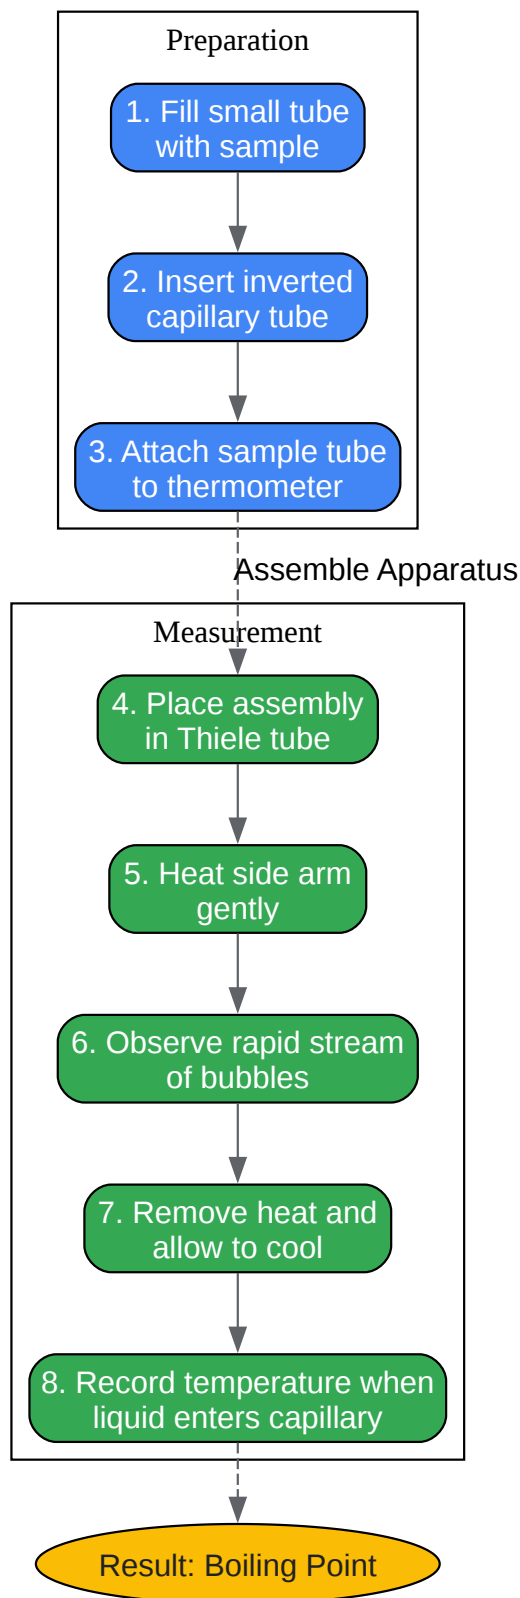 Preparation
1. Fill small tube
with sample
2. Insert inverted
capillary tube
3. Attach sample tube
to thermometer
Assemble Apparatus
Measurement
4. Place assembly
in Thiele tube
5. Heat side arm
gently
6. Observe rapid stream
of bubbles
7. Remove heat and
allow to cool
8. Record temperature when
liquid enters capillary
Result: Boiling Point